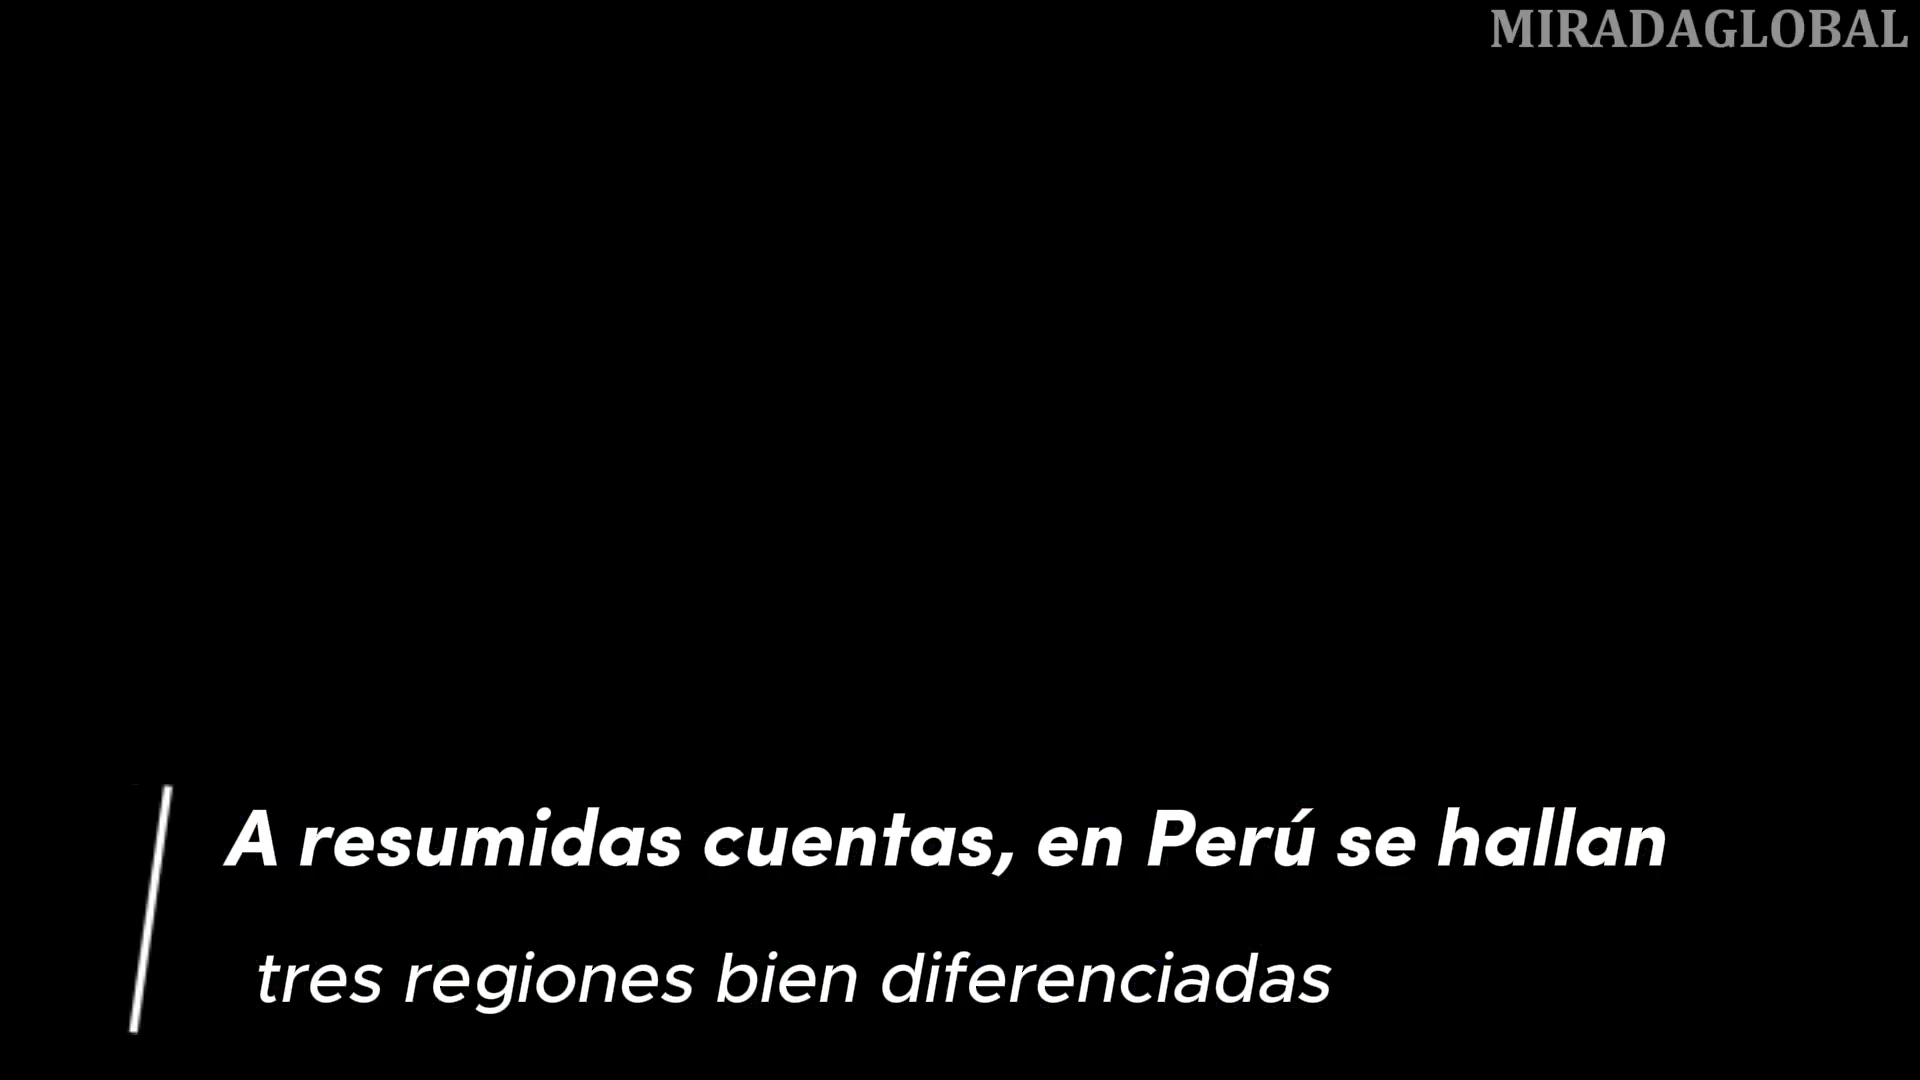 MIRADAGLOBAL
A resumidas cuentas, en Perú se hallan
tres regiones bien diferenciadas